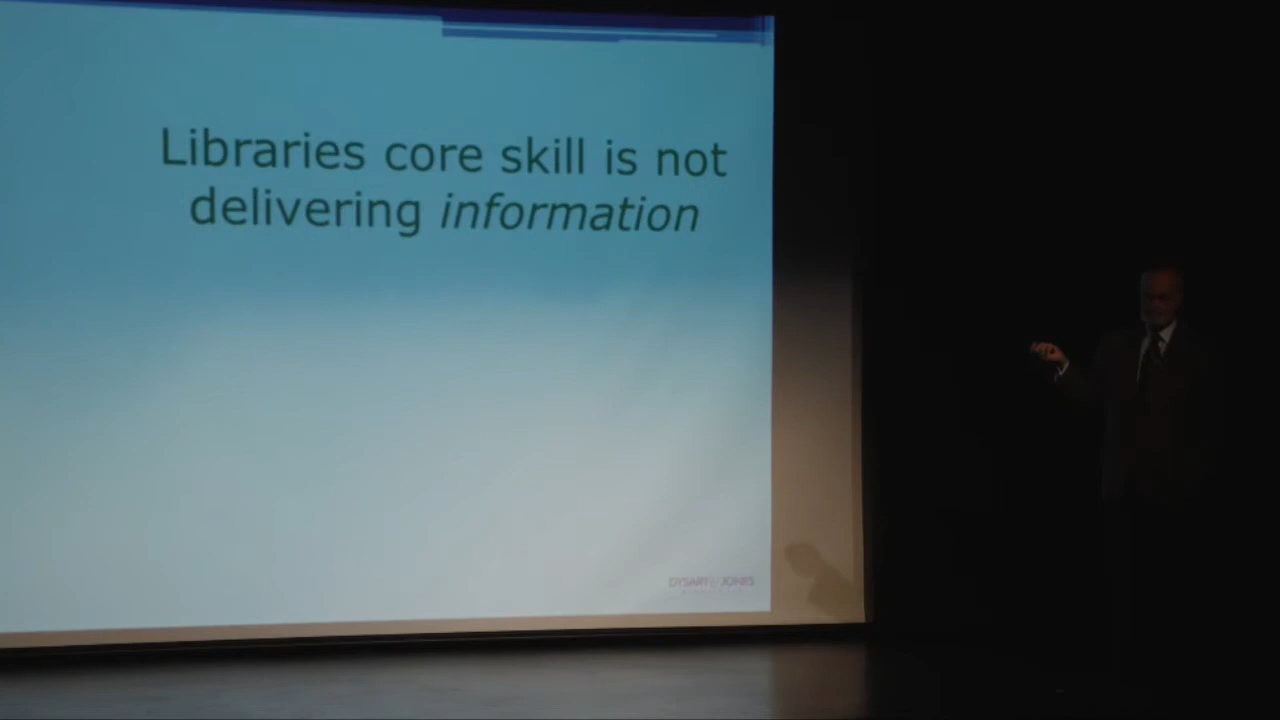 Libraries core skill is not
delivering information
DYSART JONES